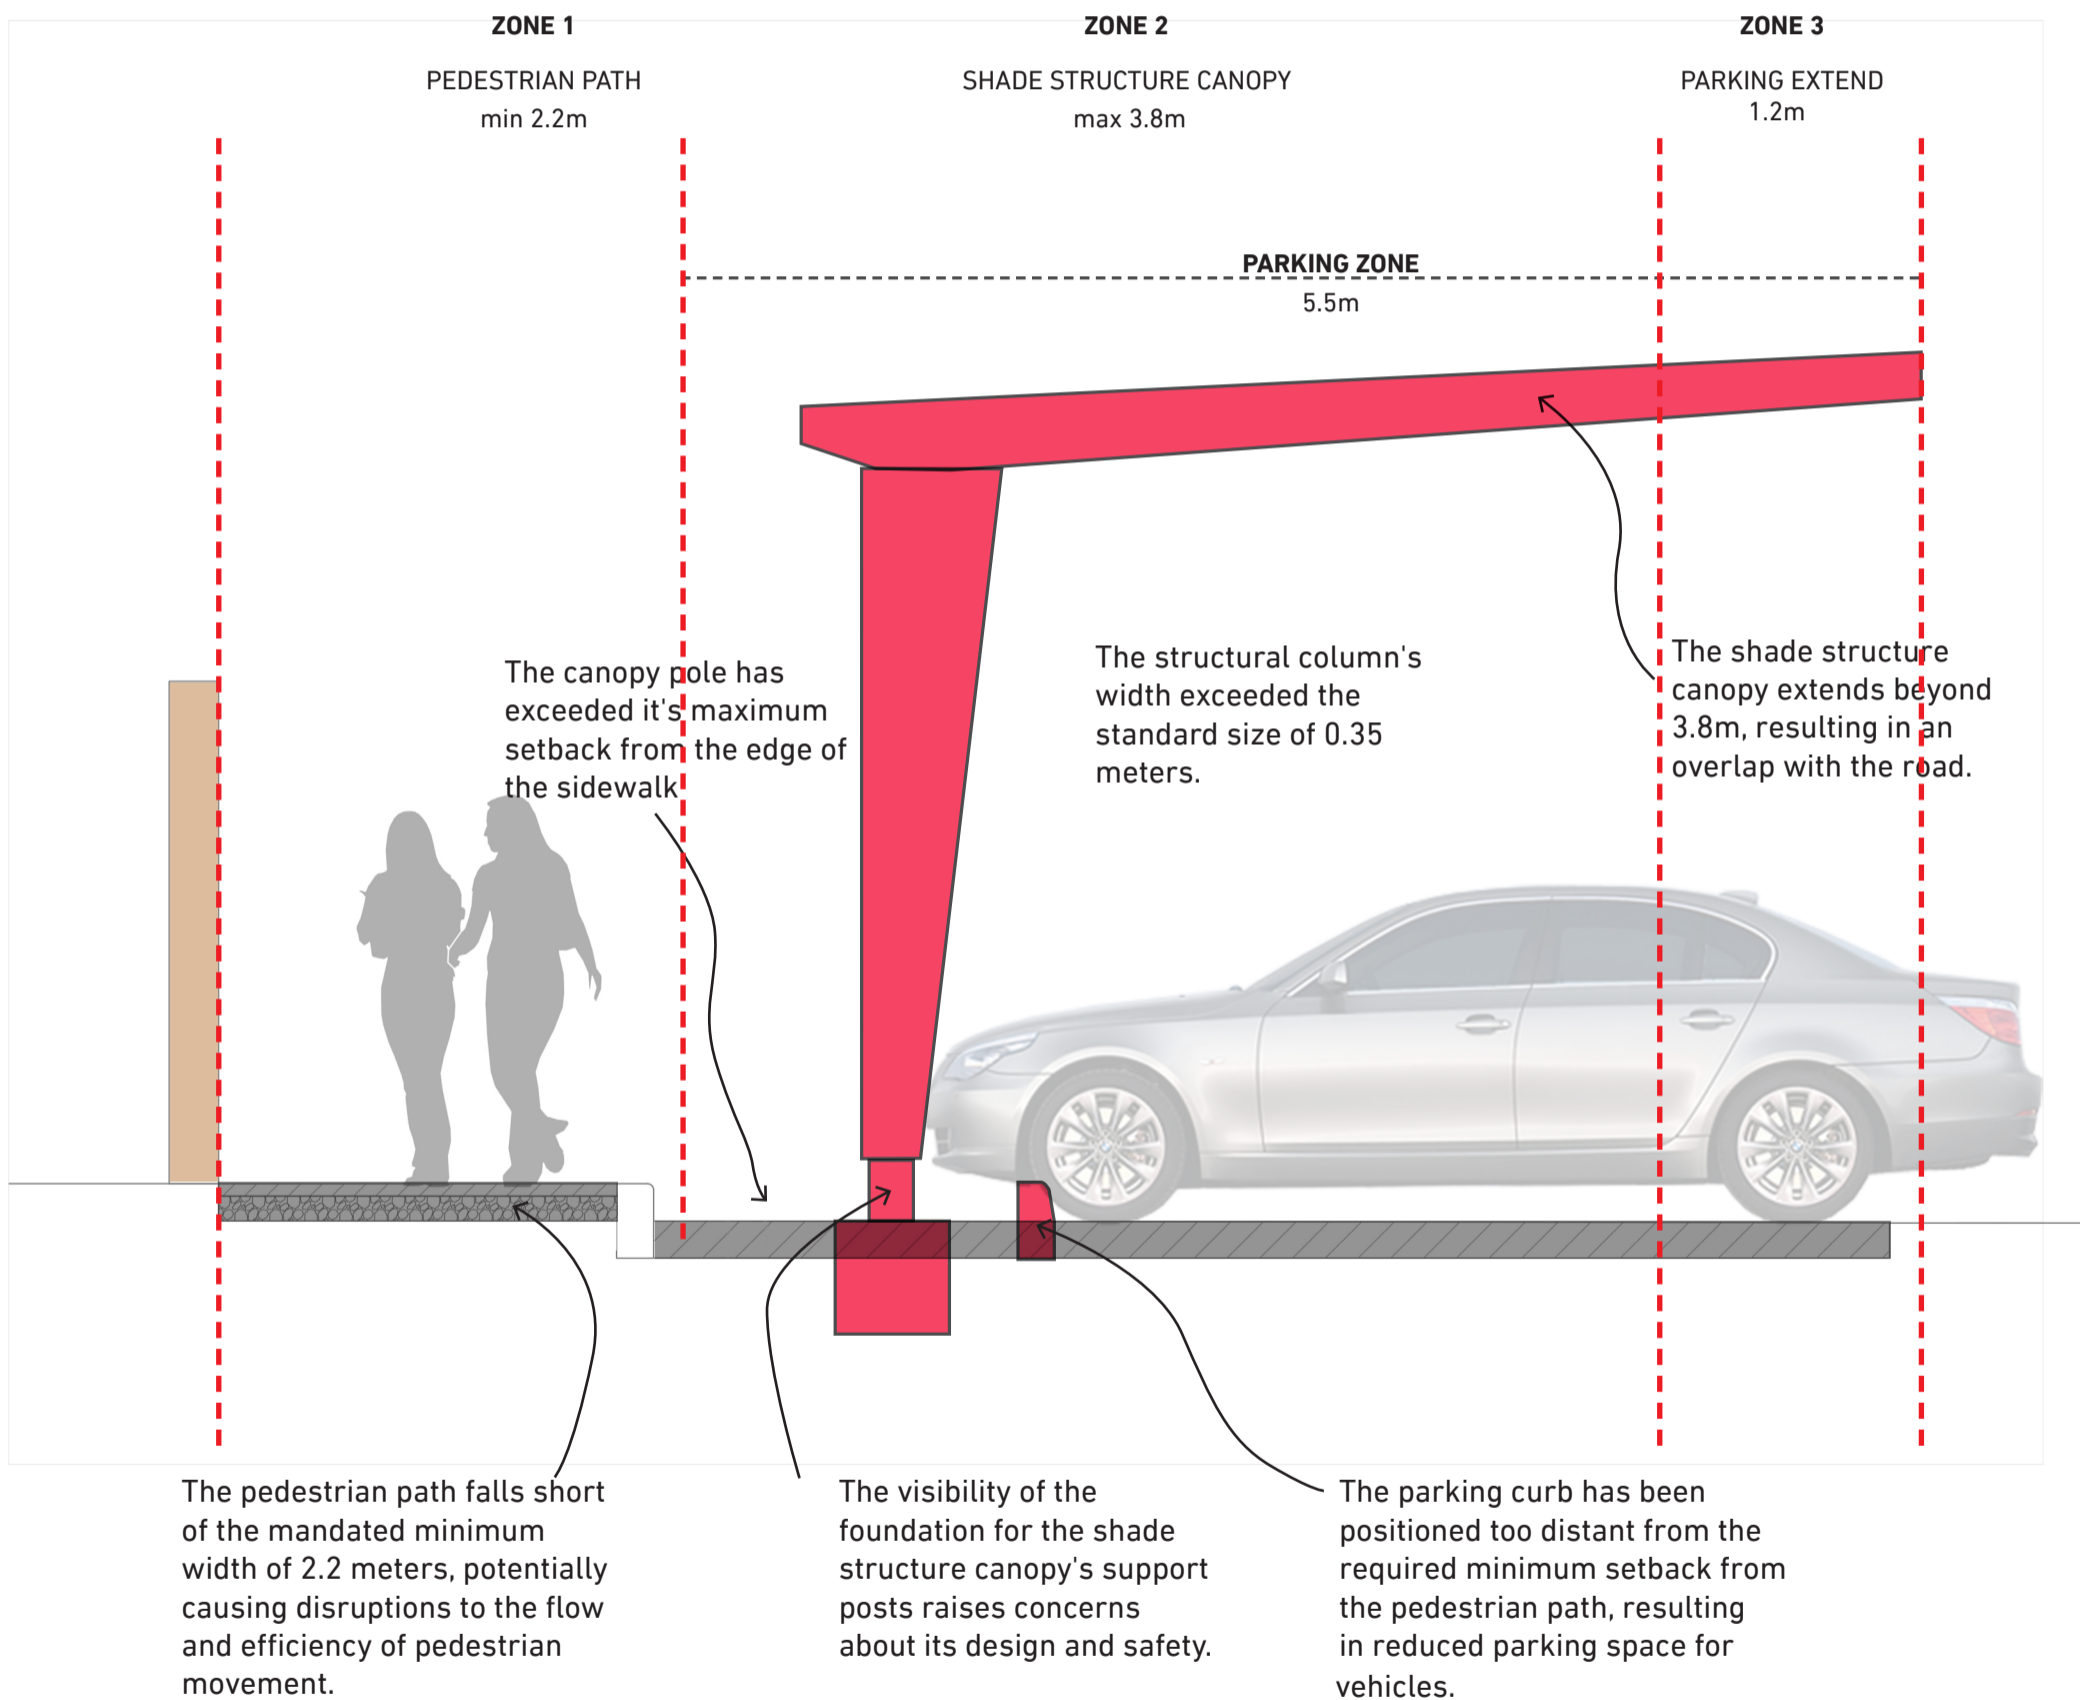 ZONE 1
PEDESTRIAN PATH
min 2.2m
ZONE 2
SHADE STRUCTURE CANOPY
max 3.8m
ZONE 3
PARKING EXTEND
1.2m
PARKING ZONE
5.5m
The canopy pole has
exceeded it's maximum
setback from the edge of
the sidewalk
The structural column's
width exceeded the
standard size of 0.35
meters.
The shade structure
canopy extends beyond
3.8m, resulting in an
overlap with the road.
The pedestrian path falls short
of the mandated minimum
width of 2.2 meters, potentially
causing disruptions to the flow
and efficiency of pedestrian
movement.
The visibility of the
foundation for the shade
structure canopy's support
posts raises concerns
about its design and safety.
The parking curb has been
positioned too distant from the
required minimum setback from
the pedestrian path, resulting
in reduced parking space for
vehicles.